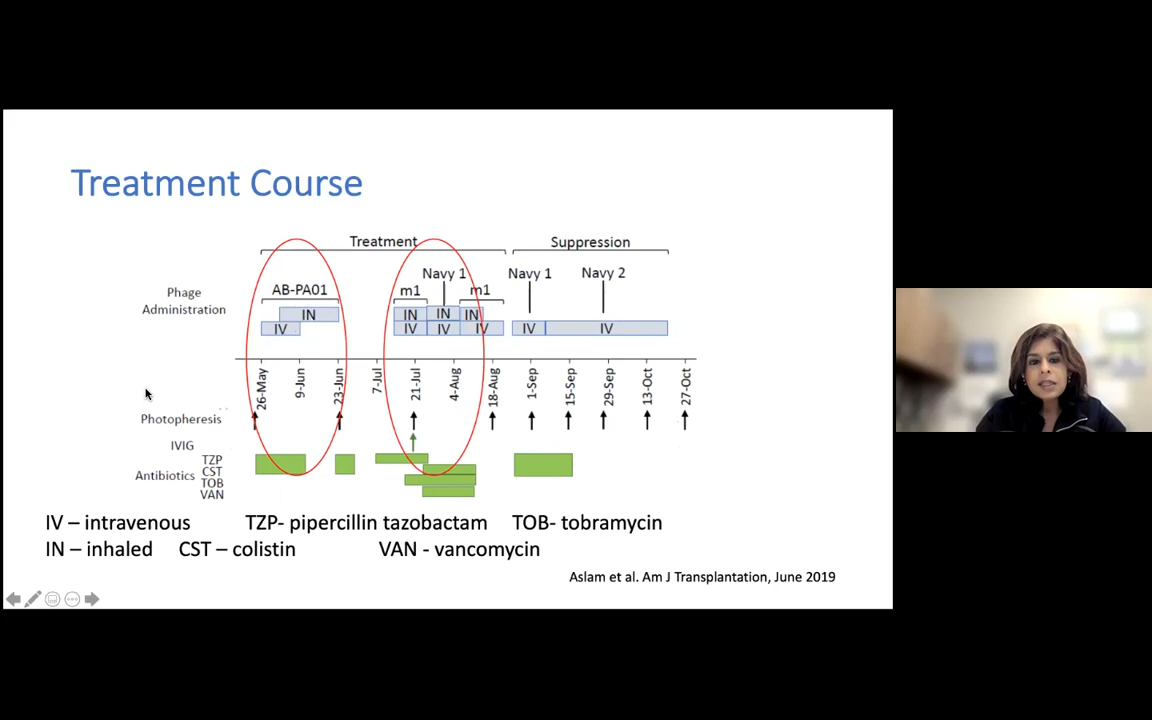 Treatment Course
Treatment Suppression
Navy 1 Navy 1 Navy 2
AB-PA01 m1 m1
Phage
Administration
IN IN IN IN
IV IV IV IV IV IV
26-May 9-Jun 23-Jun 7-Jul 21-Jul 4-Aug 18-Aug 1-Sep 15-Sep 29-Sep 13-Oct 27-Oct
Photopheresis
IVIG
Antibiotics
TZP
CST
TOB
VAN
IV – intravenous TZP- pipercillin tazobactam TOB- tobramycin
IN – inhaled CST – colistin VAN - vancomycin
Aslam et al. Am J Transplantation, June 2019